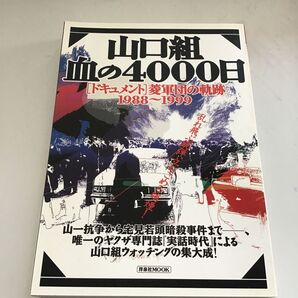 山口組
血の4000日
[ドキュメント]菱軍団の軌跡
1988〜1999
山一抗争から宅見若頭暗殺事件まで
唯一のヤクザ専門誌「実話時代」による
山口組ウォッチングの集大成!
洋泉社MOOK